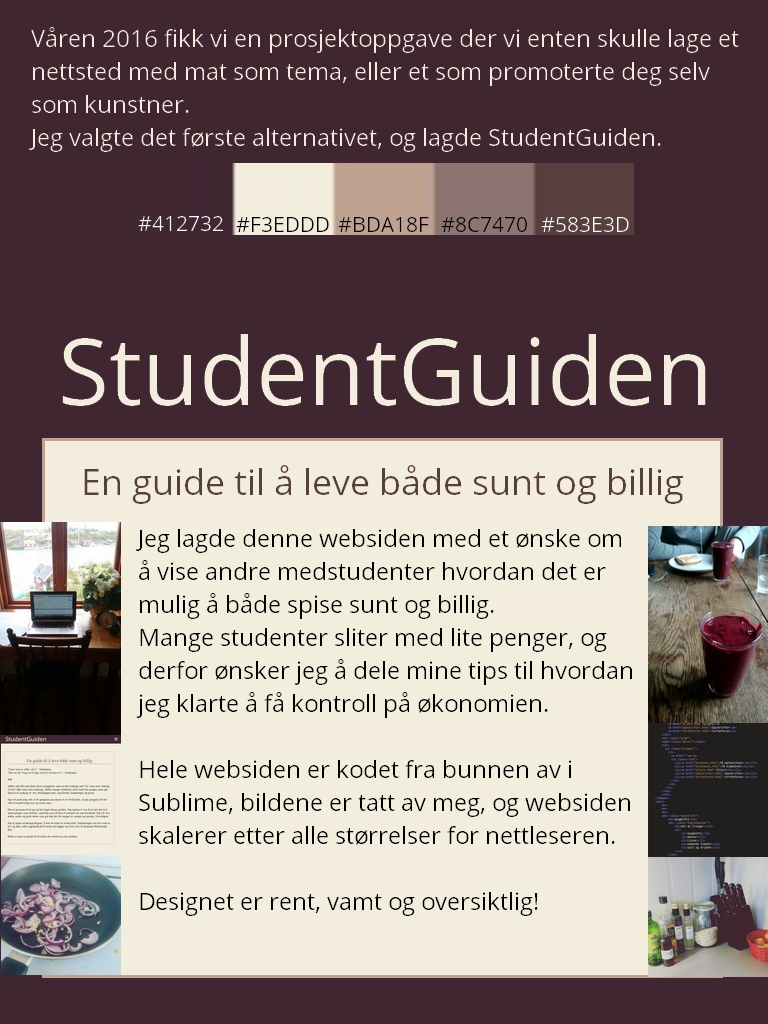 Våren 2016 fikk vi en prosjektoppgave der vi enten skulle lage et
nettsted med mat som tema, eller et som promoterte deg selv
som kunstner.
Jeg valgte det første alternativet, og lagde StudentGuiden.
#412732 #F3EDDD #BDA18F #8C7470 #583E3D
StudentGuiden
En guide til å leve både sunt og billig
Jeg lagde denne websiden med et ønske om
å vise andre medstudenter hvordan det er
mulig å både spise sunt og billig.
Mange studenter sliter med lite penger, og
derfor ønsker jeg å dele mine tips til hvordan
jeg klarte å få kontroll på økonomien.
Hele websiden er kodet fra bunnen av i
Sublime, bildene er tatt av meg, og websiden
skalerer etter alle størrelser for nettleseren.
Designet er rent, vamt og oversiktlig!
StudentGuiden
En guide til å leve både sunt og billig